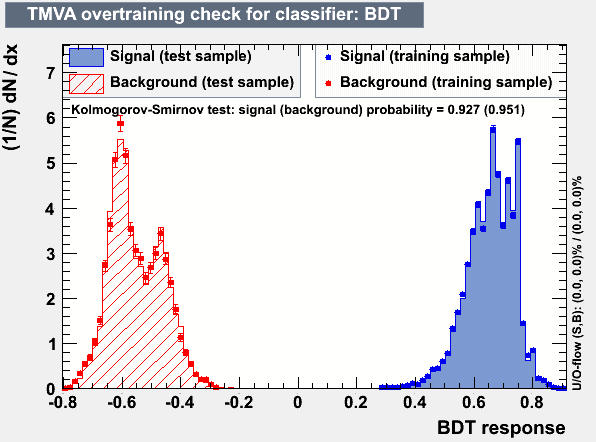 TMVA overtraining check for classifier: BDT
Signal (test sample)
Background (test sample)
Signal (training sample)
Background (training sample)
Kolmogorov-Smirnov test: signal (background) probability = 0.927 (0.951)
(1/N) dN / dx
7
6
5
4
3
2
1
0
-0.8 -0.6 -0.4 -0.2 0 0.2 0.4 0.6 0.8
BDT response
U/O-flow (S,B): (0.0, 0.0)% / (0.0, 0.0)%